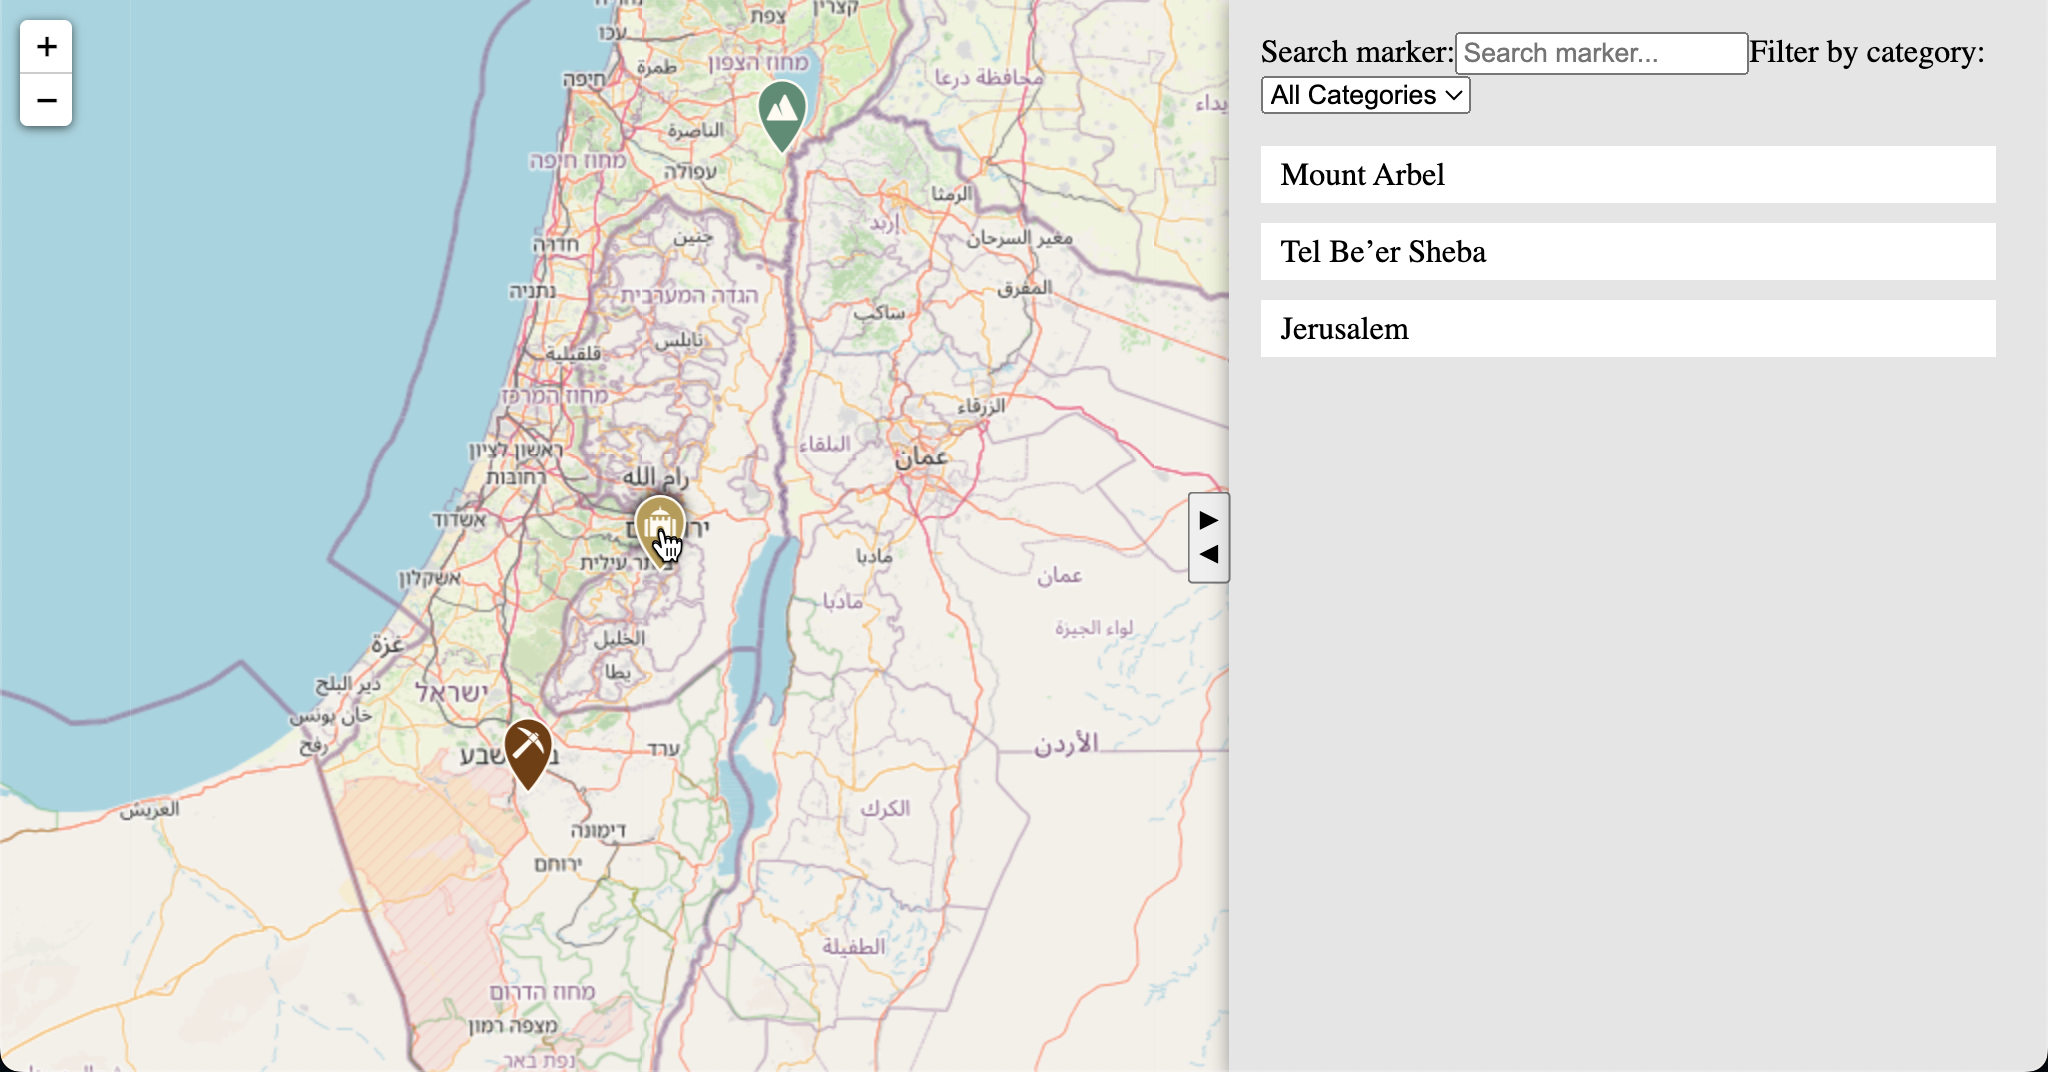 +
−
נהריה
עכו
צפת
קצרין
חיפה
طمرة
מחוז הצפון
محافظة درعا
الناصرة
מחוז חיפה
עפולה
الرمثا
إربد
חדרה
جنين
مغير السرحان
נתניה
הגדה המערבית
المفرق
ساكب
نابلس
قلقيلية
מחוז המרכז
الزرقاء
ראשון לציון
البلقاء
عمان
רחובות
رام الله
אשדוד
מادبا
ביתר עילית
אשקלון
عمان
مادبا
لواء الجيزة
الخليل
غزة
يطا
دير البلح
ישראל
خان يونس
رفح
ערד
الأردن
العريش
الكرك
דימונה
ירוחם
الطفيلة
מחוז הדרום
מצפה רמון
נפת באר
Search marker:
Search marker...
Filter by category:
All Categories
Mount Arbel
Tel Be’er Sheba
Jerusalem